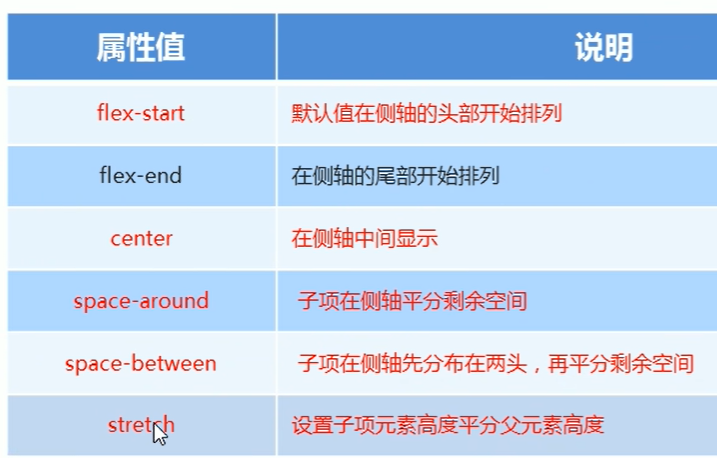 属性值 说明
flex-start 默认值在侧轴的头部开始排列
flex-end 在侧轴的尾部开始排列
center 在侧轴中间显示
space-around 子项在侧轴平分剩余空间
space-between 子项在侧轴先分布在两头，再平分剩余空间
stretch 设置子项元素高度平分父元素高度